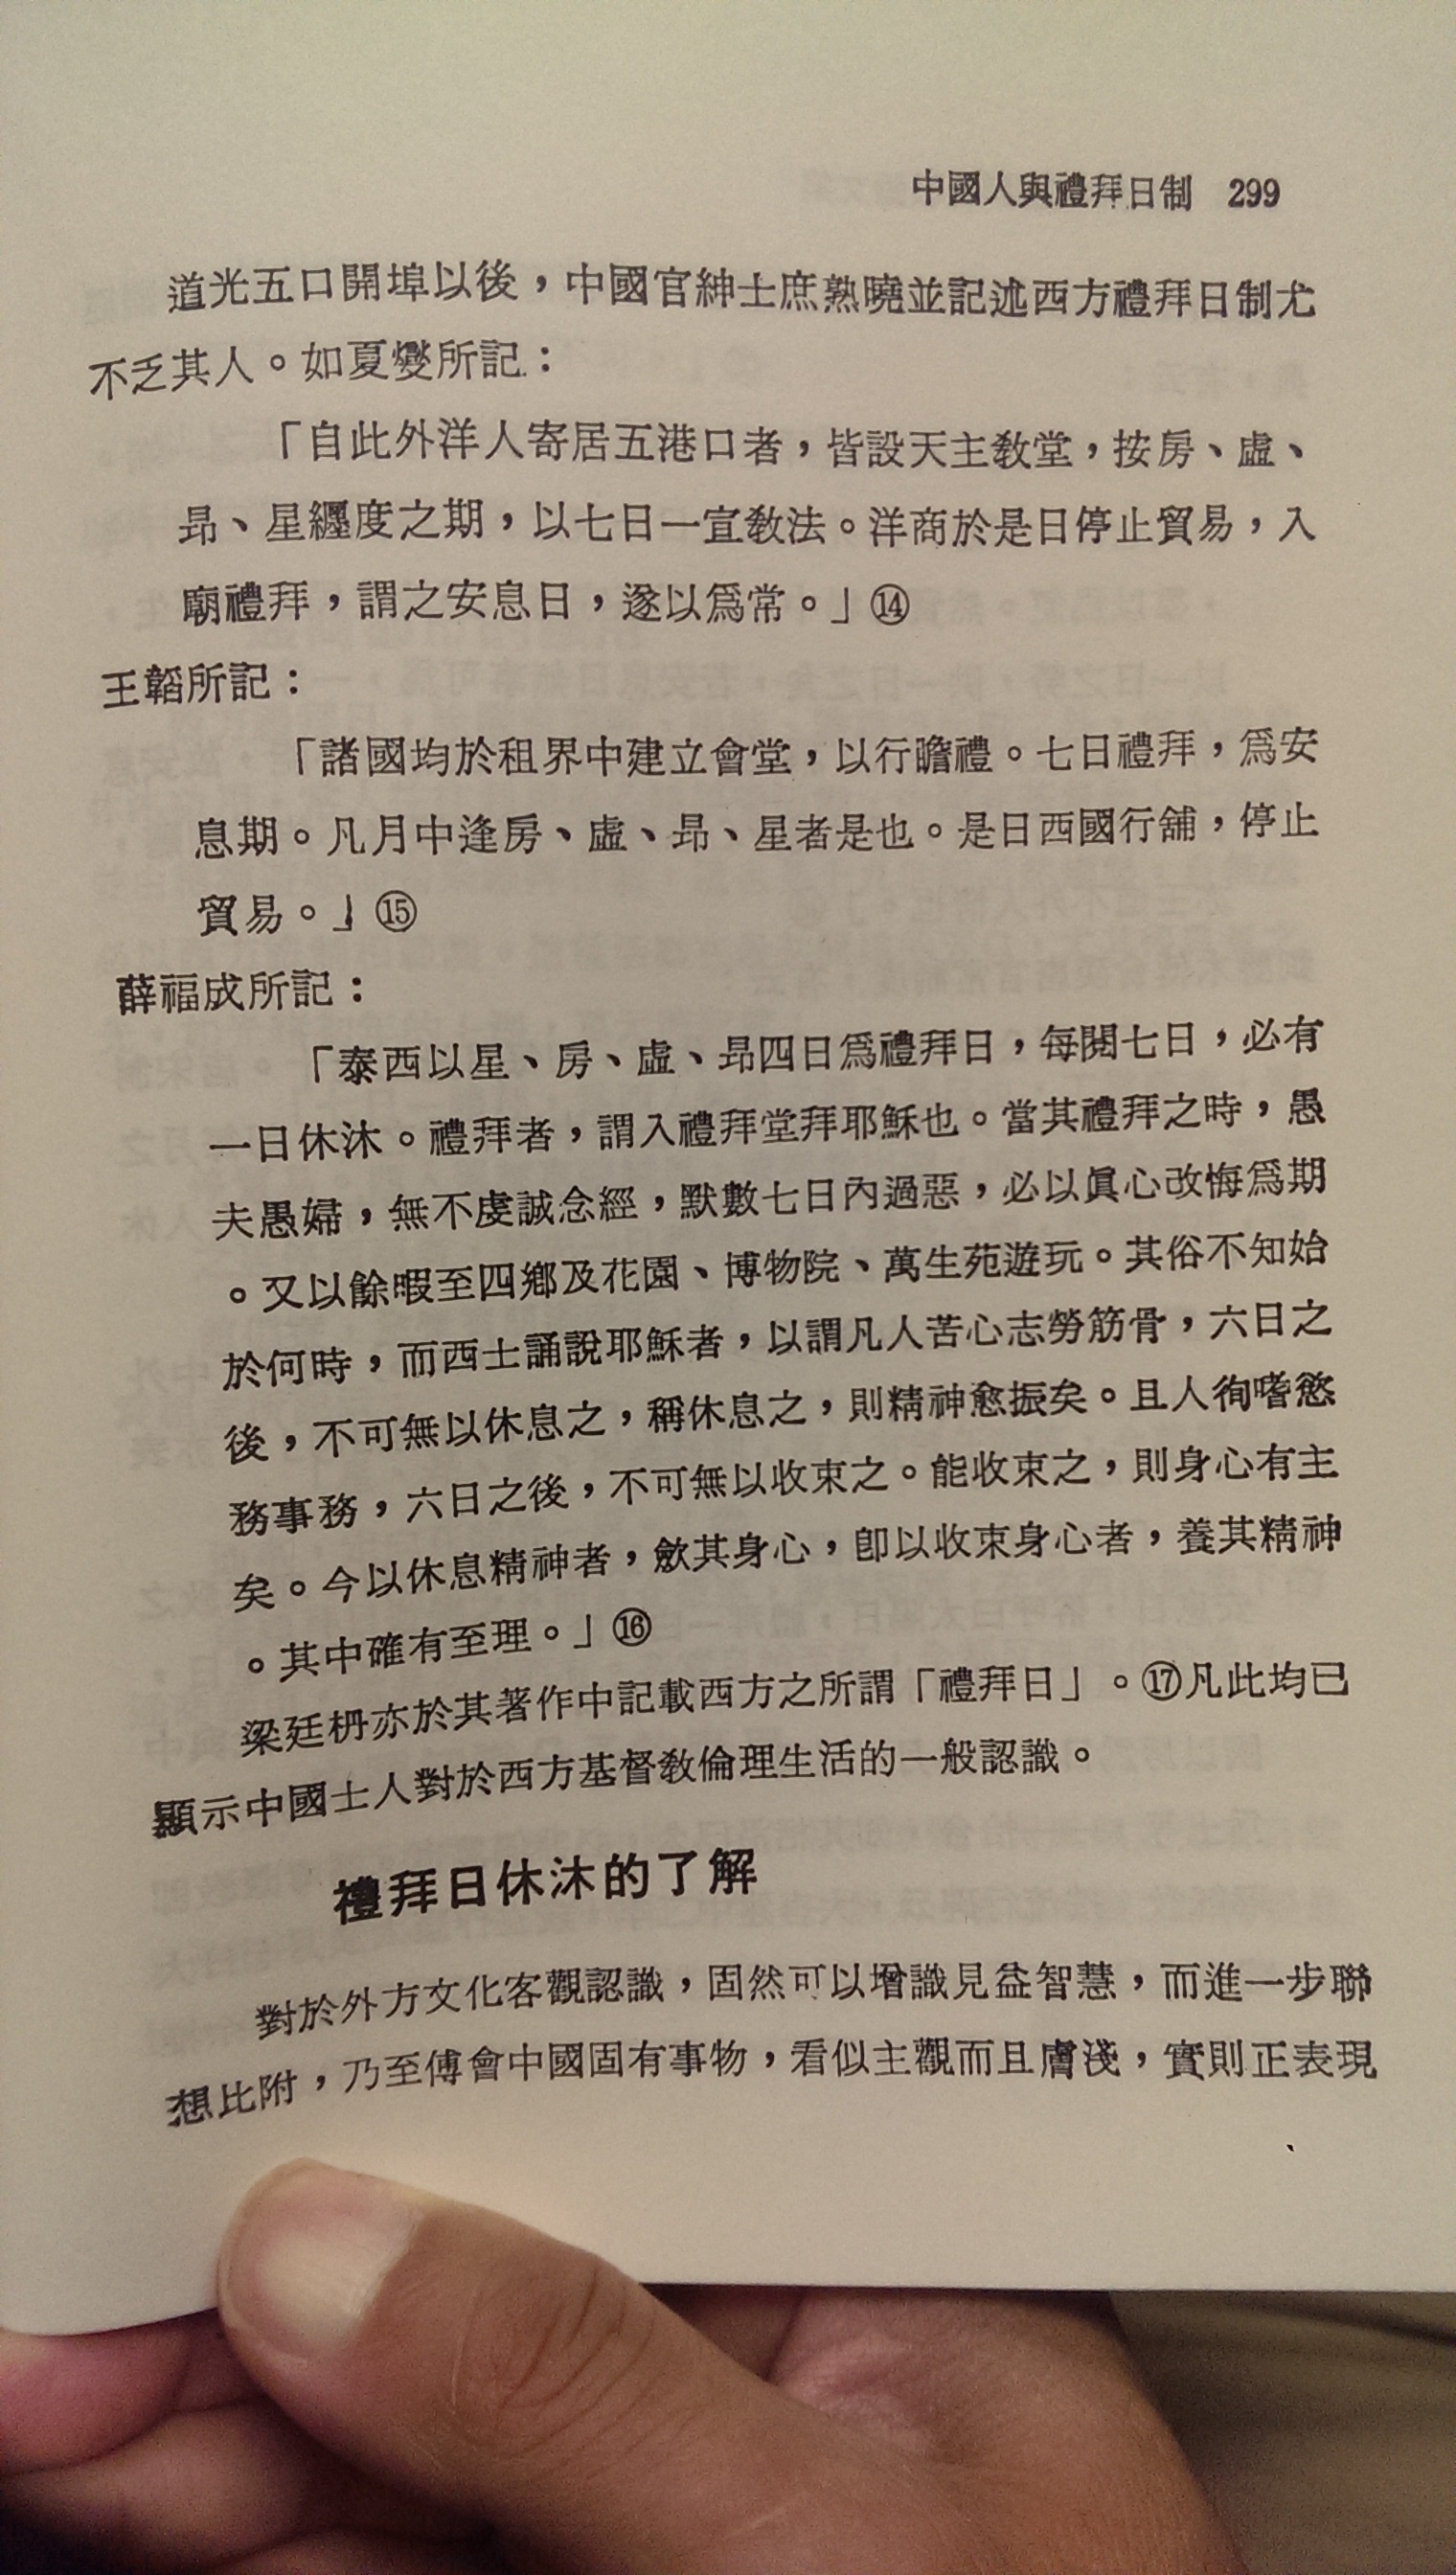 中國人與禮拜日制 299
道光五口開埠以後，中國官紳士庶熟曉並記述西方禮拜日制尤
不乏其人。如夏燮所記：
「自此外洋人寄居五港口者，皆設天主敎堂，按房、虛、
昂、星纒度之期，以七日一宣敎法。洋商於是日停止貿易，入
廟禮拜，謂之安息日，遂以爲常。」⑭
王韜所記：
「諸國均於租界中建立會堂，以行瞻禮。七日禮拜，爲安
息期。凡月中逢房、虛、昂、星者是也。是日西國行舖，停止
貿易。」⑮
薛福成所記：
「泰西以星、房、虛、昂四日爲禮拜日，每閱七日，必有
一日休沐。禮拜者，謂入禮拜堂拜耶穌也。當其禮拜之時，愚
夫愚婦，無不虔誠念經，默數七日內過惡，必以眞心改悔爲期
。又以餘暇至四鄉及花園、博物院、萬生苑遊玩。其俗不知始
於何時，而西士誦說耶穌者，以謂凡人苦心志勞筋骨，六日之
後，不可無以休息之，稱休息之，則精神愈振矣。且人徇嗜慾
務事務，六日之後，不可無以收束之。能收束之，則身心有主
矣。今以休息精神者，歛其身心，卽以收束身心者，養其精神
。其中確有至理。」⑯
梁廷枬亦於其著作中記載西方之所謂「禮拜日」。⑰凡此均已
顯示中國士人對於西方基督敎倫理生活的一般認識。
禮拜日休沐的了解
對於外方文化客觀認識，固然可以增識見益智慧，而進一步聯
想比附，乃至傅會中國固有事物，看似主觀而且膚淺，實則正表現